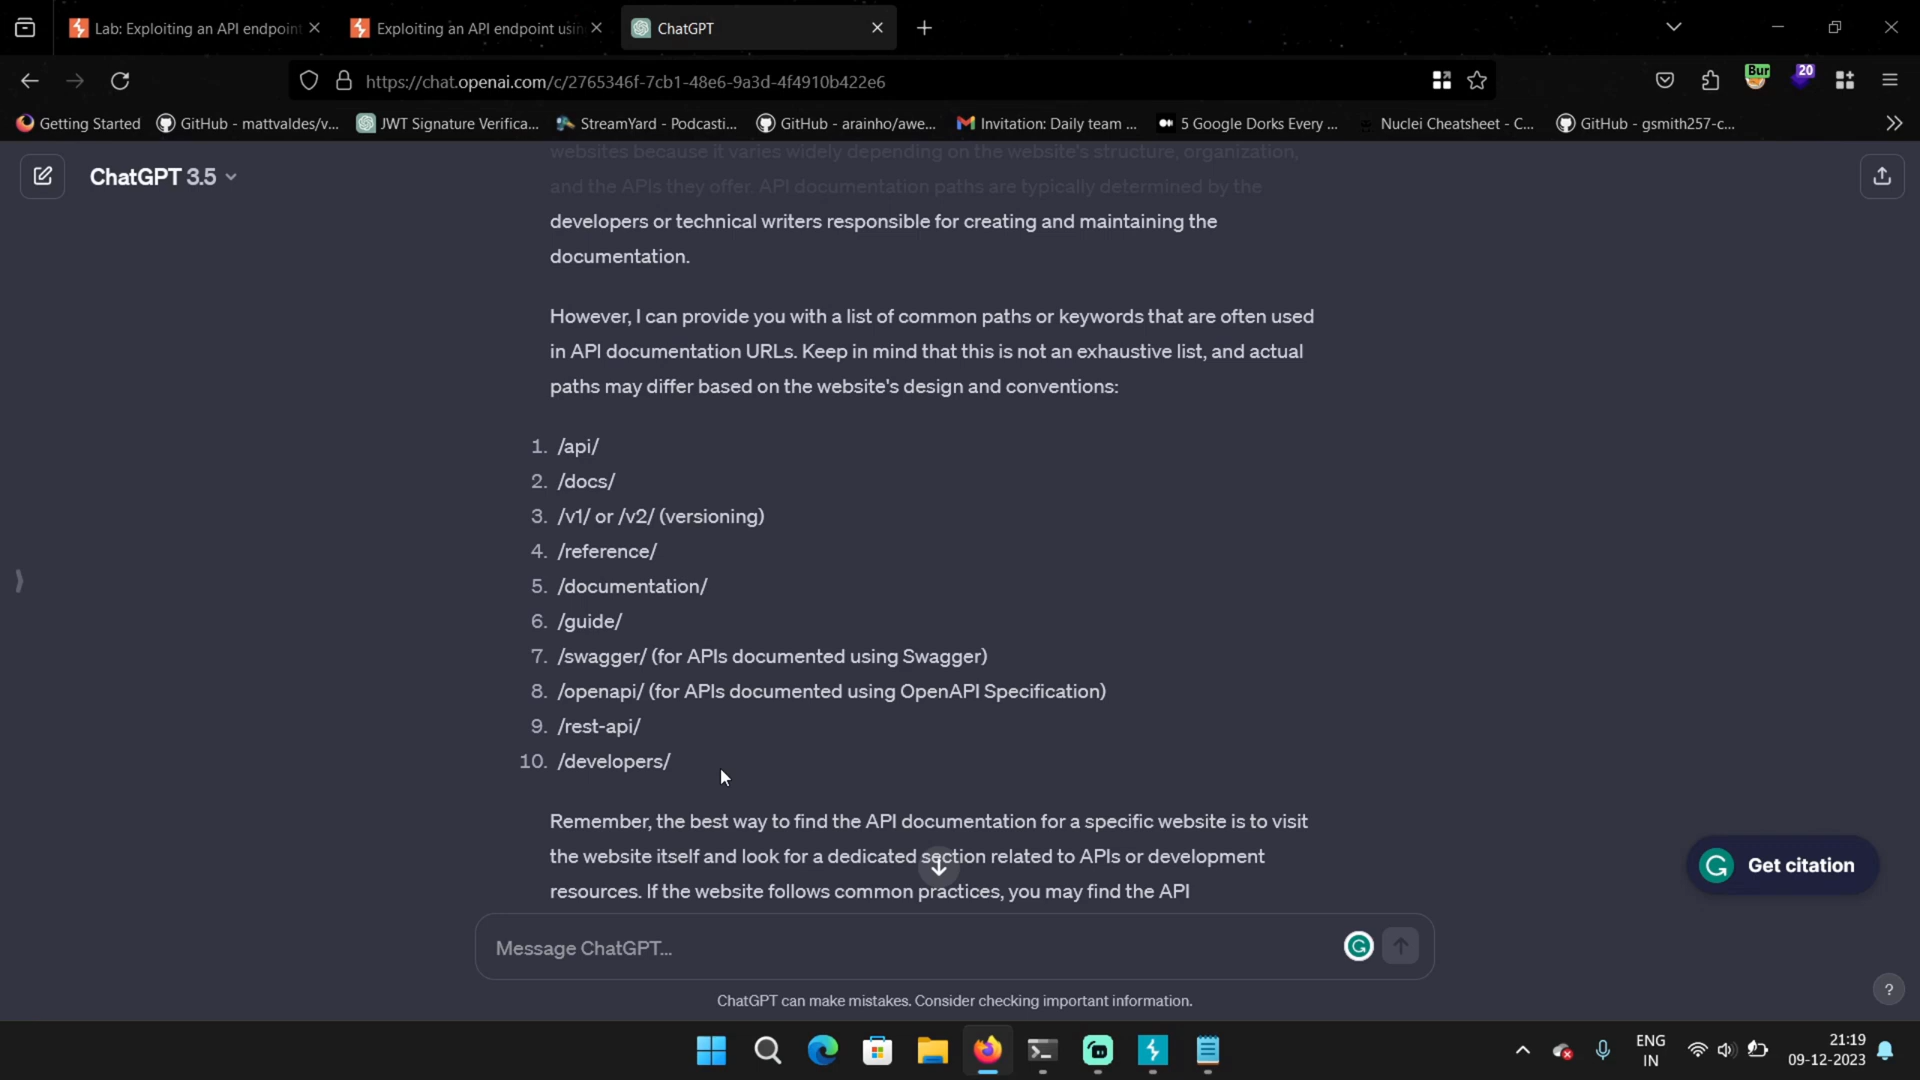 Lab: Exploiting an API endpoint
Exploiting an API endpoint usin
ChatGPT
https://chat.openai.com/c/2765346f-7cb1-48e6-9a3d-4f4910b422e6
Bur
20
Getting Started
GitHub - mattvaldes/v...
JWT Signature Verifica...
StreamYard - Podcasti...
GitHub - arainho/awe...
Invitation: Daily team ...
5 Google Dorks Every ...
Nuclei Cheatsheet - C...
GitHub - gsmith257-c...
ChatGPT 3.5
websites because it varies widely depending on the website's structure, organization,
and the APIs they offer. API documentation paths are typically determined by the
developers or technical writers responsible for creating and maintaining the
documentation.
However, I can provide you with a list of common paths or keywords that are often used
in API documentation URLs. Keep in mind that this is not an exhaustive list, and actual
paths may differ based on the website's design and conventions:
1. /api/
2. /docs/
3. /v1/ or /v2/ (versioning)
4. /reference/
5. /documentation/
6. /guide/
7. /swagger/ (for APIs documented using Swagger)
8. /openapi/ (for APIs documented using OpenAPI Specification)
9. /rest-api/
10. /developers/
Remember, the best way to find the API documentation for a specific website is to visit
the website itself and look for a dedicated section related to APIs or development
resources. If the website follows common practices, you may find the API
Get citation
Message ChatGPT...
ChatGPT can make mistakes. Consider checking important information.
?
ENG
IN
21:19
09-12-2023